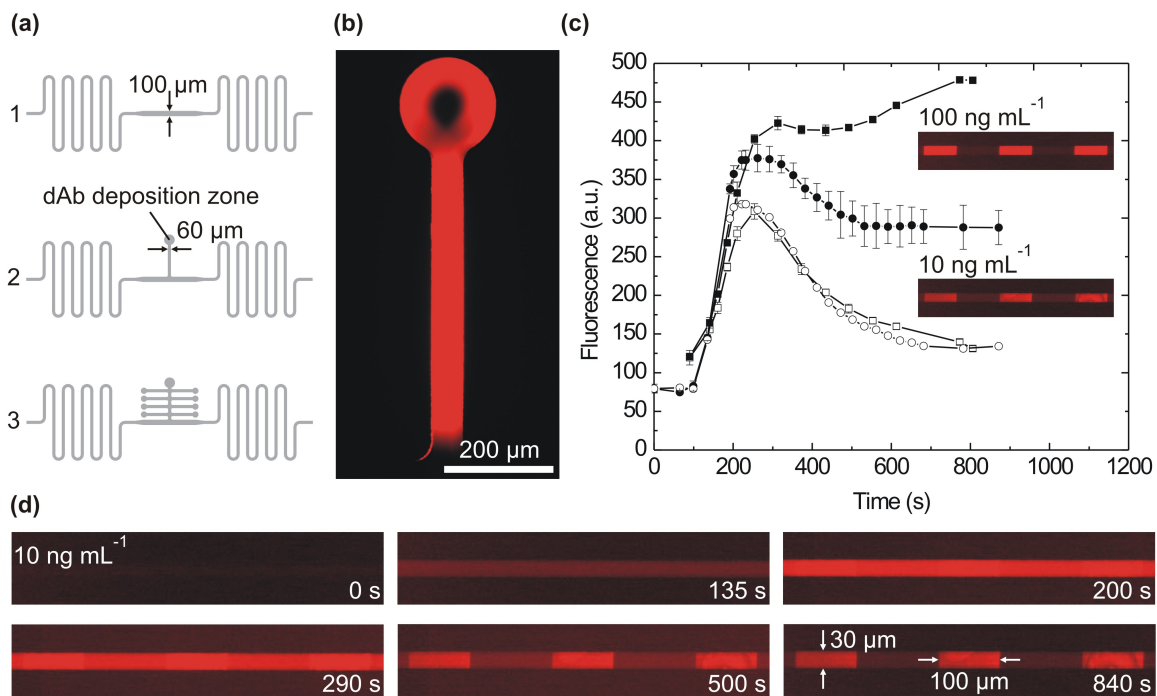 (a)
100 µm
1
dAb deposition zone
60 µm
2
3
(b)
200 µm
(c)
500
450
400
350
300
250
200
150
100
50
0
0 200 400 600 800 1000 1200
Fluorescence (a.u.)
Time (s)
100 ng mL⁻¹
10 ng mL⁻¹
(d)
10 ng mL⁻¹
0 s
135 s
200 s
290 s
500 s
30 µm
100 µm
840 s